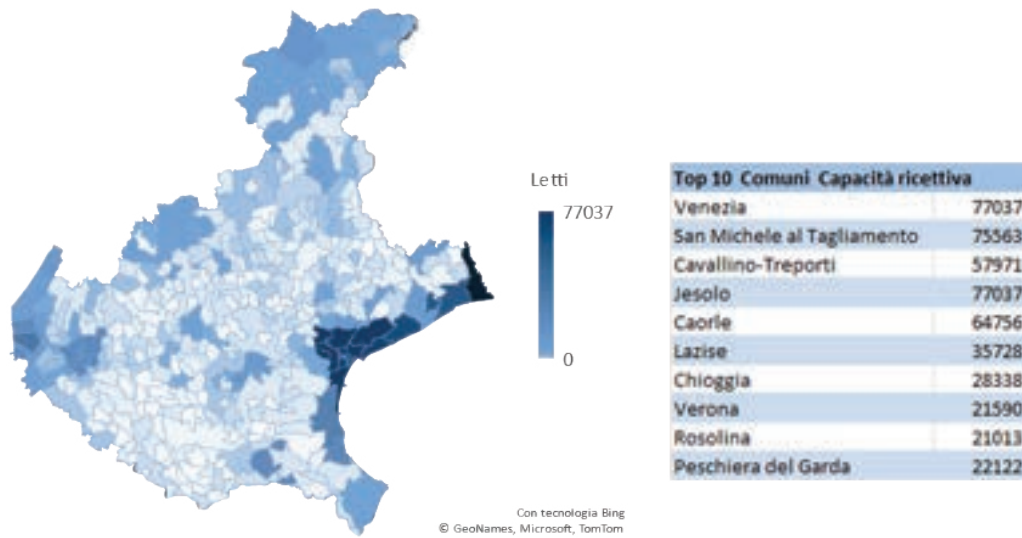 Letti
77037
0
Con tecnologia Bing
© GeoNames, Microsoft, TomTom
Top 10 Comuni Capacità ricettiva
Venezia 77037
San Michele al Tagliamento 75563
Cavallino-Treporti 57971
Jesolo 77037
Caorle 64756
Lazise 35728
Chioggia 28338
Verona 21590
Rosolina 21013
Peschiera del Garda 22122